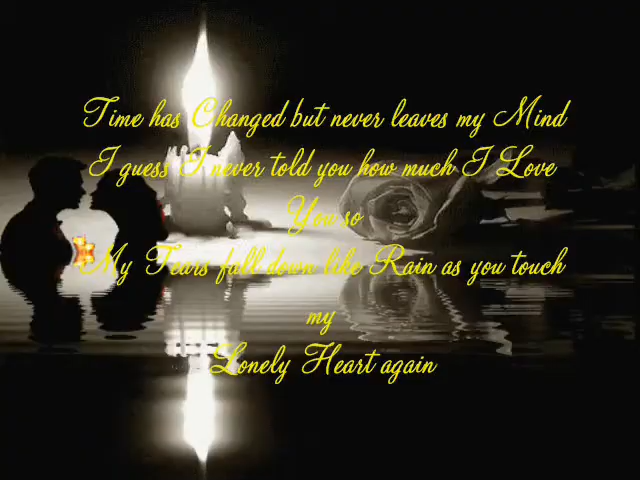 Time has Changed but never leaves my Mind
I guess I never told you how much I Love
You so
My Tears fall down like Rain as you touch
my
Lonely Heart again